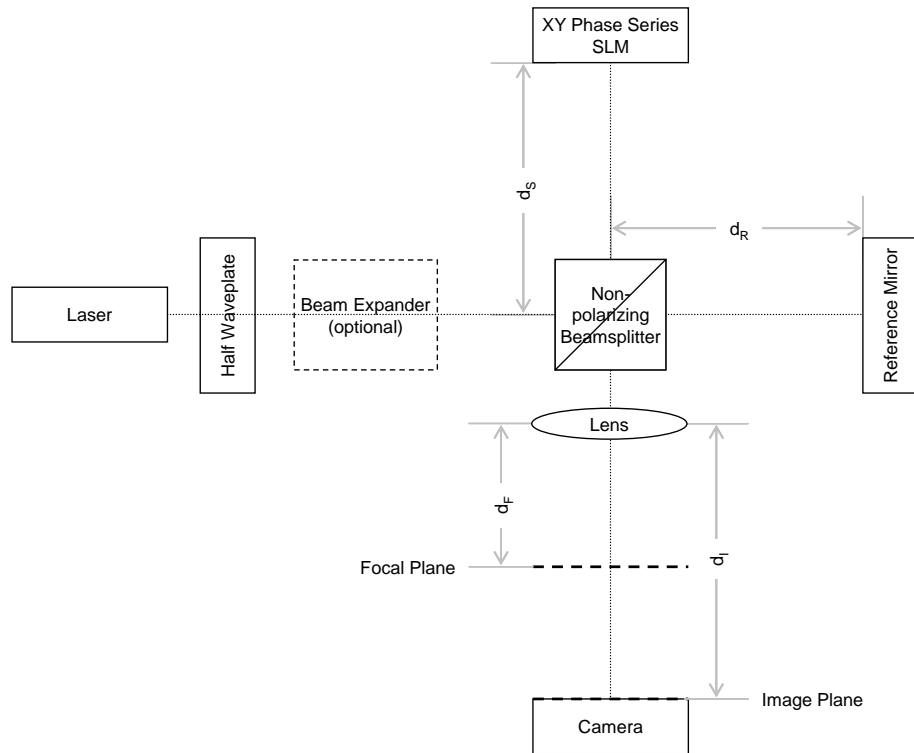 XY Phase Series
SLM
d_S
d_R
Laser
Half Waveplate
Beam Expander
(optional)
Non-
polarizing
Beamsplitter
Reference Mirror
Lens
d_F
d_I
Focal Plane
Image Plane
Camera